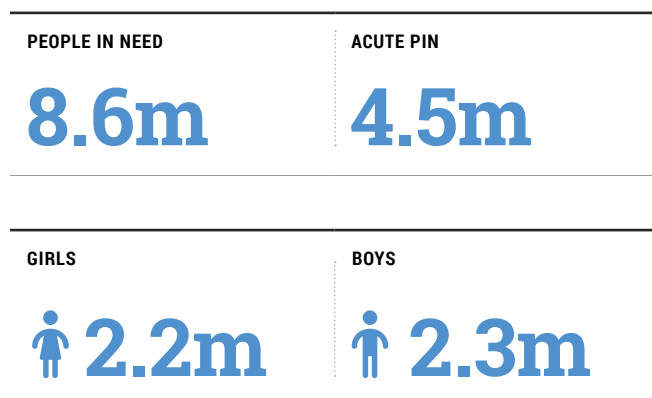 PEOPLE IN NEED
ACUTE PIN
8.6m
4.5m
GIRLS
BOYS
2.2m
2.3m